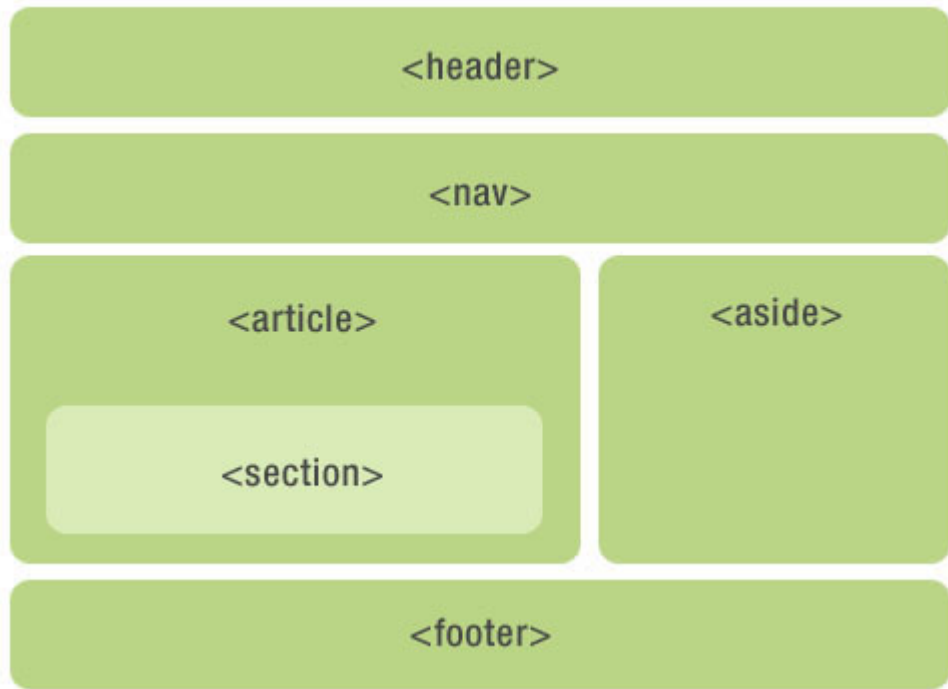 <header>
<nav>
<article>
<aside>
<section>
<footer>